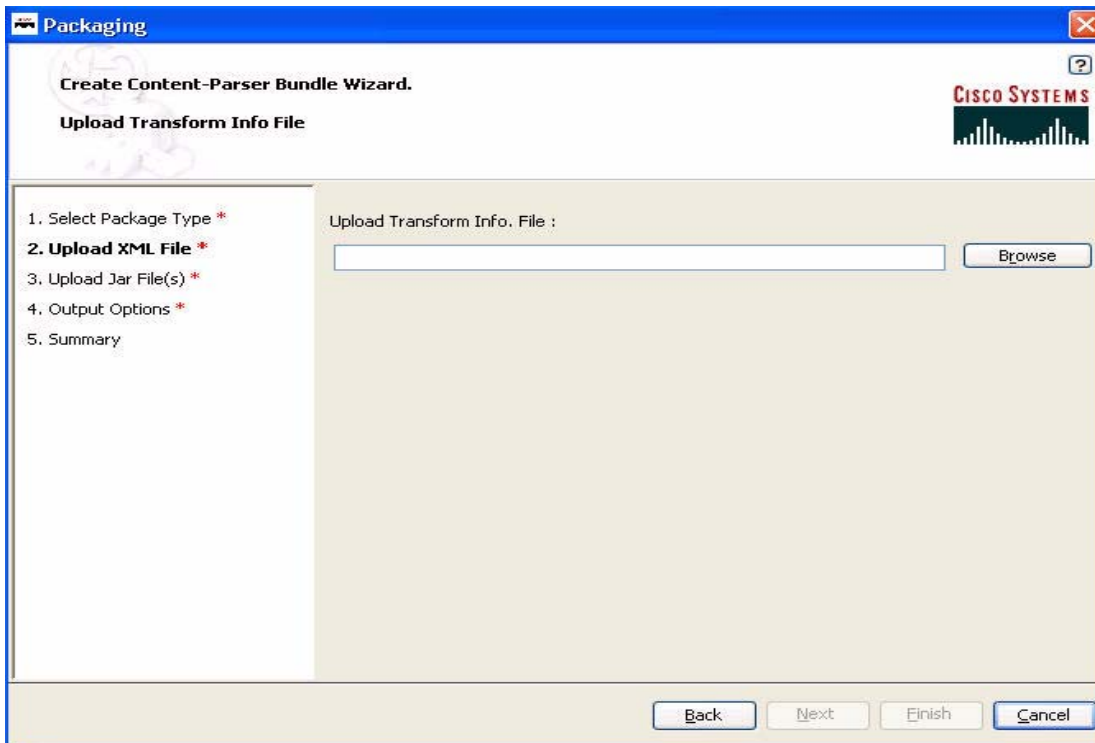 Packaging
Create Content-Parser Bundle Wizard.
Upload Transform Info File
?
CISCO SYSTEMS
1. Select Package Type *
2. Upload XML File *
3. Upload Jar File(s) *
4. Output Options *
5. Summary
Upload Transform Info. File :
Browse
Back
Next
Finish
Cancel